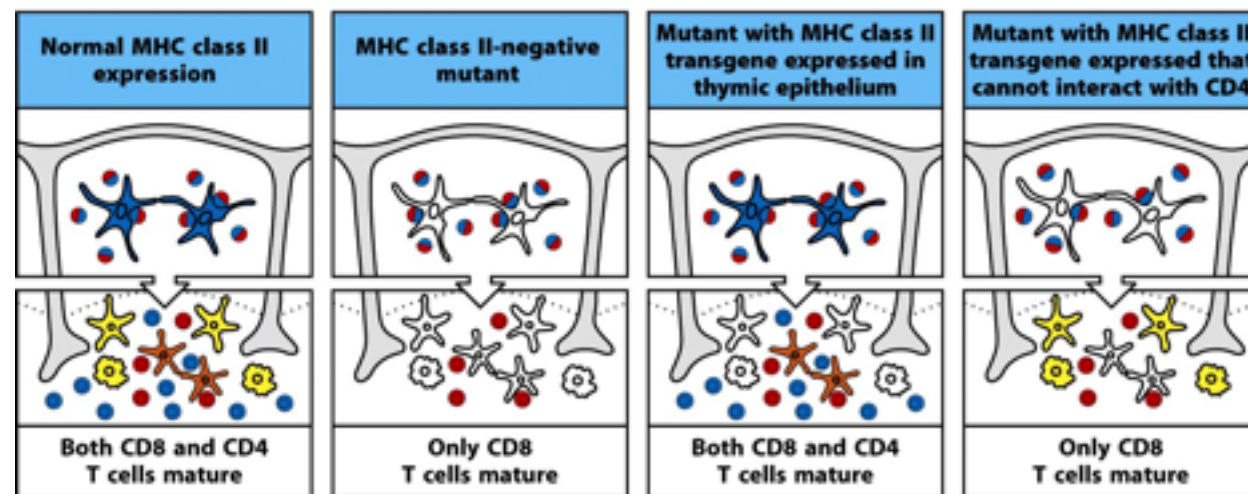 Normal MHC class II
expression
MHC class II-negative
mutant
Mutant with MHC class II
transgene expressed in
thymic epithelium
Mutant with MHC class II
transgene expressed that
cannot interact with CD4
Both CD8 and CD4
T cells mature
Only CD8
T cells mature
Both CD8 and CD4
T cells mature
Only CD8
T cells mature